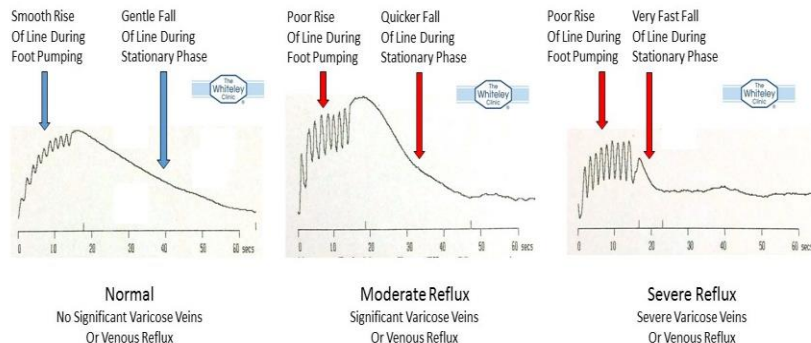 Smooth Rise
Of Line During
Foot Pumping
Gentle Fall
Of Line During
Stationary Phase
The
Whiteley
Clinic
®
0 10 20 30 40 50 60 secs
Normal
No Significant Varicose Veins
Or Venous Reflux
Poor Rise
Of Line During
Foot Pumping
Quicker Fall
Of Line During
Stationary Phase
The
Whiteley
Clinic
®
0 10 20 30 40 50 60 secs
Moderate Reflux
Significant Varicose Veins
Or Venous Reflux
Poor Rise
Of Line During
Foot Pumping
Very Fast Fall
Of Line During
Stationary Phase
The
Whiteley
Clinic
®
0 10 20 30 40 50 60 secs
Severe Reflux
Severe Varicose Veins
Or Venous Reflux